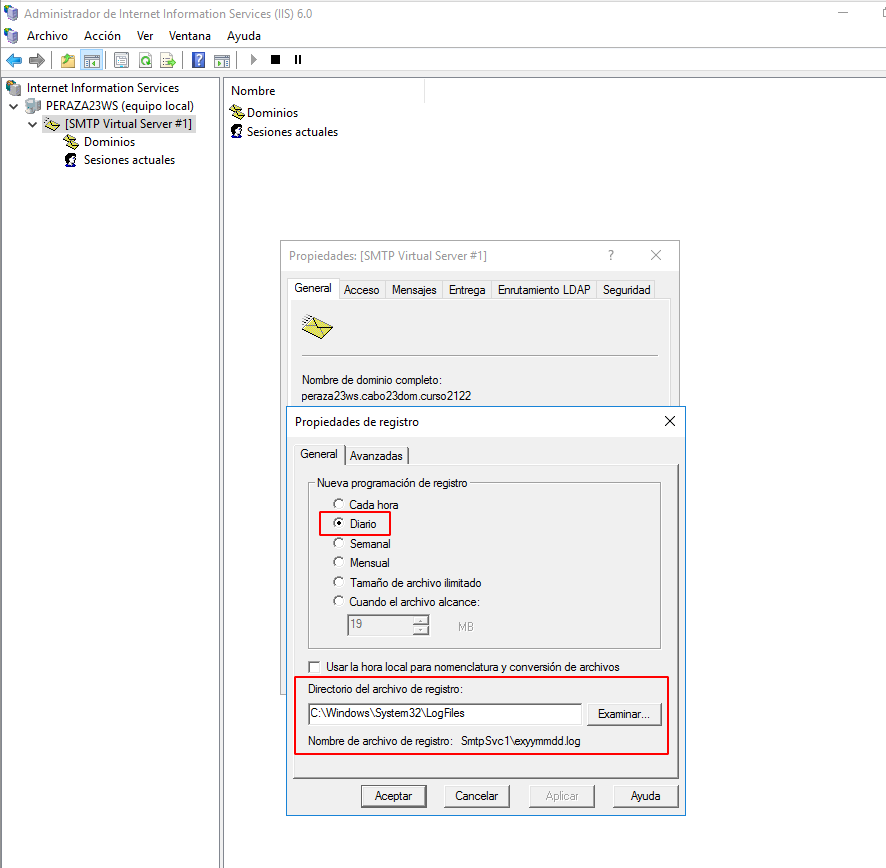 Administrador de Internet Information Services (IIS) 6.0
Archivo Acción Ver Ventana Ayuda
Internet Information Services
PERAZA23WS (equipo local)
[SMTP Virtual Server #1]
Dominios
Sesiones actuales
Nombre
Dominios
Sesiones actuales
Propiedades: [SMTP Virtual Server #1]
General Acceso Mensajes Entrega Enrutamiento LDAP Seguridad
Nombre de dominio completo:
peraza23ws.cabo23dom.curso2122
Propiedades de registro
General Avanzadas
Nueva programación de registro
Cada hora
Diario
Semanal
Mensual
Tamaño de archivo ilimitado
Cuando el archivo alcance:
19 MB
Usar la hora local para nomenclatura y conversión de archivos
Directorio del archivo de registro:
C:\Windows\System32\LogFiles Examinar...
Nombre de archivo de registro: SmtpSvc1\exyymmdd.log
Aceptar Cancelar Aplicar Ayuda